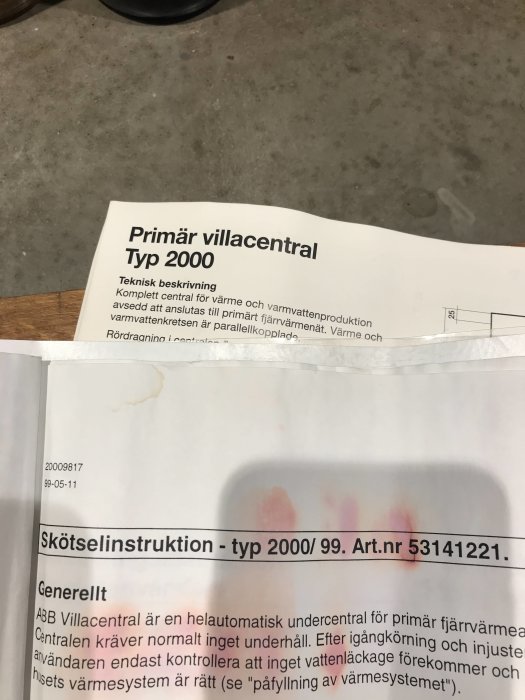 Primär villacentral
Typ 2000
Teknisk beskrivning
Komplett central för värme och varmvattenproduktion
avsedd att anslutas till primärt fjärrvärmenät. Värme och
varmvattenkretsen är parallellkopplade.
Rördragning i centralen
25
20009817
99-05-11
Skötselinstruktion - typ 2000/ 99. Art.nr 53141221.
Generellt
ABB Villacentral är en helautomatisk undercentral för primär fjärrvärmea
Centralen kräver normalt inget underhåll. Efter igångkörning och injuste
användaren endast kontrollera att inget vattenläckage förekommer och
husets värmesystem är rätt (se "påfyllning av värmesystemet").